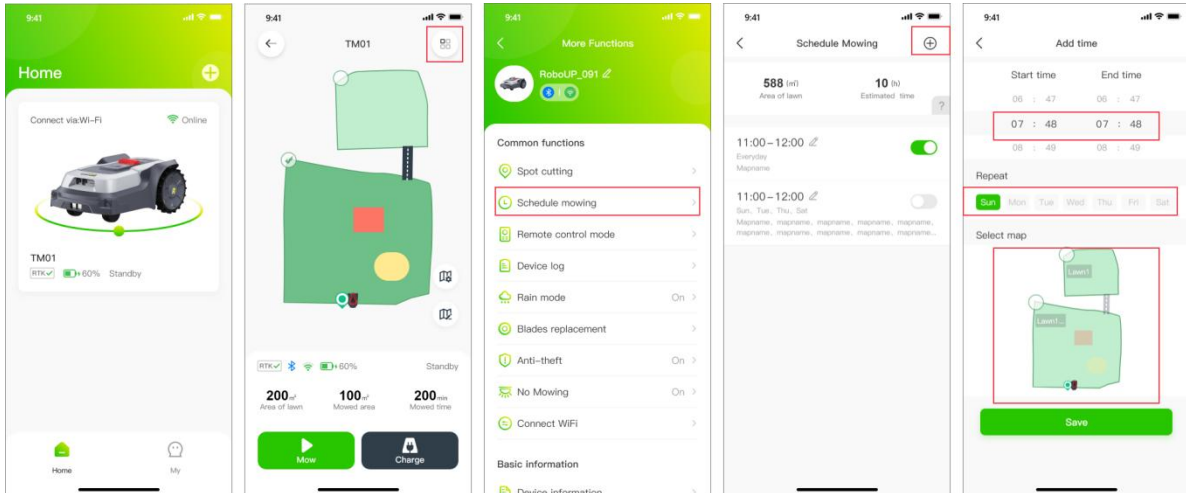 9:41
Home
Connect via:Wi-Fi Online
TM01
RTK 60% Standby
Home My
9:41
TM01
RTK 60% Standby
200㎡ 100㎡ 200min
Area of lawn Mowed area Mowed time
Mow Charge
9:41
More Functions
RoboUP_091
Common functions
Spot cutting
Schedule mowing
Remote control mode
Device log
Rain mode On
Blades replacement
Anti-theft On
No Mowing On
Connect WiFi
Basic information
Device information
9:41
Schedule Mowing
588 (㎡) 10 (h)
Area of lawn Estimated time
?
11:00-12:00
Everyday
Mapname
11:00-12:00
Sun, Tue, Thu, Sat
Mapname, mapname, mapname, mapname, mapname,
mapname, mapname, mapname, mapname, mapname...
9:41
Add time
Start time End time
06 : 47 06 : 47
07 : 48 07 : 48
08 : 49 08 : 49
Repeat
Sun Mon Tue Wed Thu Fri Sat
Select map
Lawn1
Lawn1...
Save